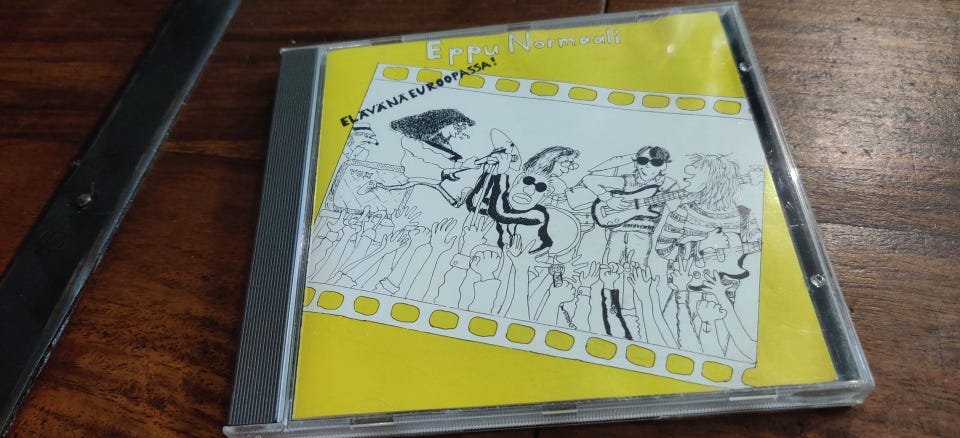 Eppu Normaali
ELÄVÄNÄ EUROOPASSA!